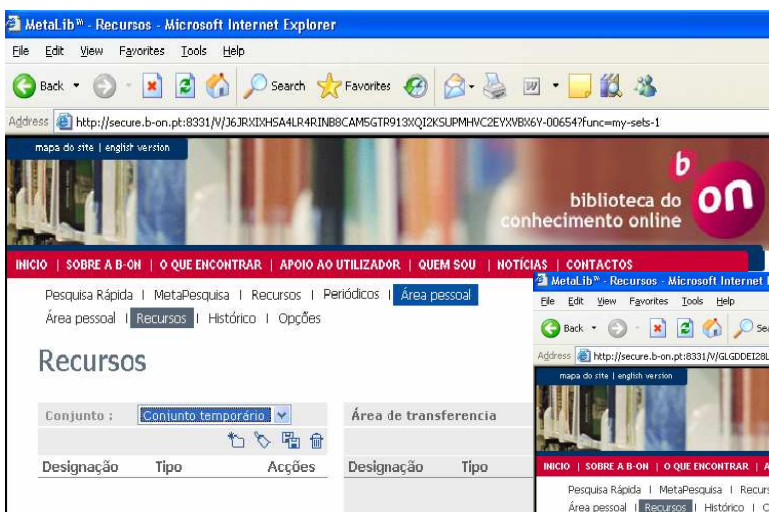 MetaLib™ - Recursos - Microsoft Internet Explorer
File Edit View Favorites Tools Help
Back Search Favorites
Address http://secure.b-on.pt:8331/V/J6JRXIXHSA4LR4RINB8CAM5GTR913XQI2KSUPMHVC2EYXVBX6Y-00654?func=my-sets-1
mapa do site | english version
b on
biblioteca do
conhecimento online
INICIO | SOBRE A B-ON | O QUE ENCONTRAR | APOIO AO UTILIZADOR | QUEM SOU | NOTÍCIAS | CONTACTOS
Pesquisa Rápida | MetaPesquisa | Recursos | Periódicos | Área pessoal
Área pessoal | Recursos | Histórico | Opções
Recursos
Conjunto : Conjunto temporário
Área de transferencia
Designação Tipo Acções
Designação Tipo
MetaLib™ - Recursos - Microsoft Internet
File Edit View Favorites Tools Help
Back
Address http://secure.b-on.pt:8331/V/GLGDDEI28L
mapa do site | english version
INICIO | SOBRE A B-ON | O QUE ENCONTRAR |
Pesquisa Rápida | MetaPesquisa |
Área pessoal | Recursos | Histórico |